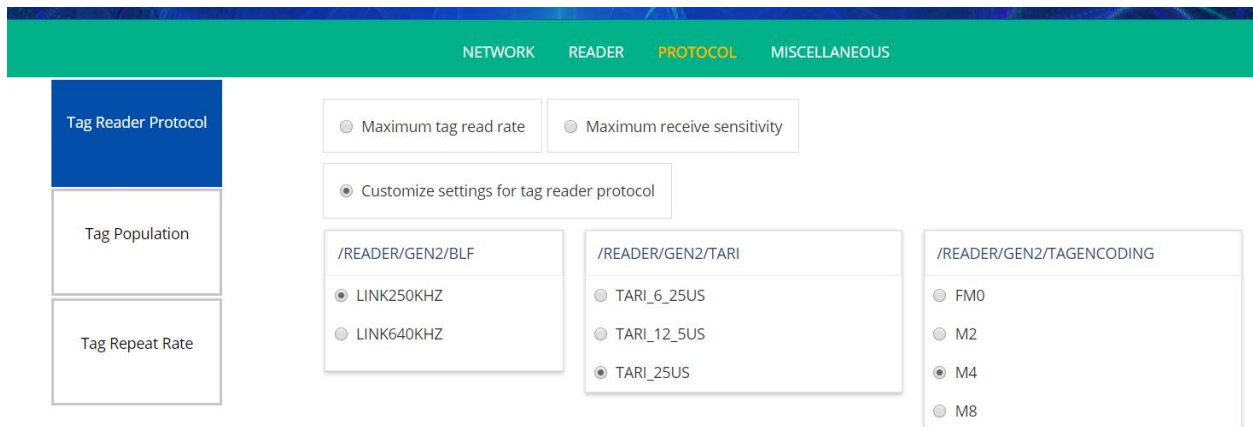 NETWORK READER PROTOCOL MISCELLANEOUS
Tag Reader Protocol
Tag Population
Tag Repeat Rate
Maximum tag read rate
Maximum receive sensitivity
Customize settings for tag reader protocol
/READER/GEN2/BLF
LINK250KHZ
LINK640KHZ
/READER/GEN2/TARI
TARI_6_25US
TARI_12_5US
TARI_25US
/READER/GEN2/TAGENCODING
FM0
M2
M4
M8